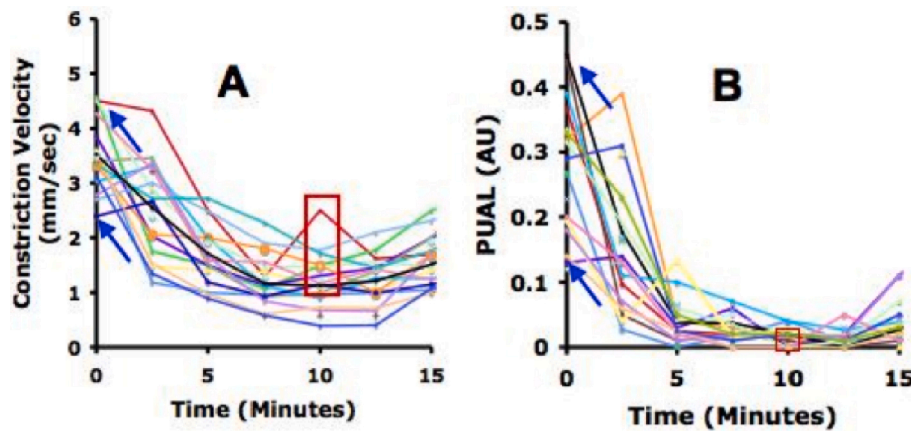 A
Constriction Velocity
(mm/sec)
6
5
4
3
2
1
0
0 5 10 15
Time (Minutes)
B
PUAL (AU)
0.5
0.4
0.3
0.2
0.1
0
0 5 10 15
Time (Minutes)